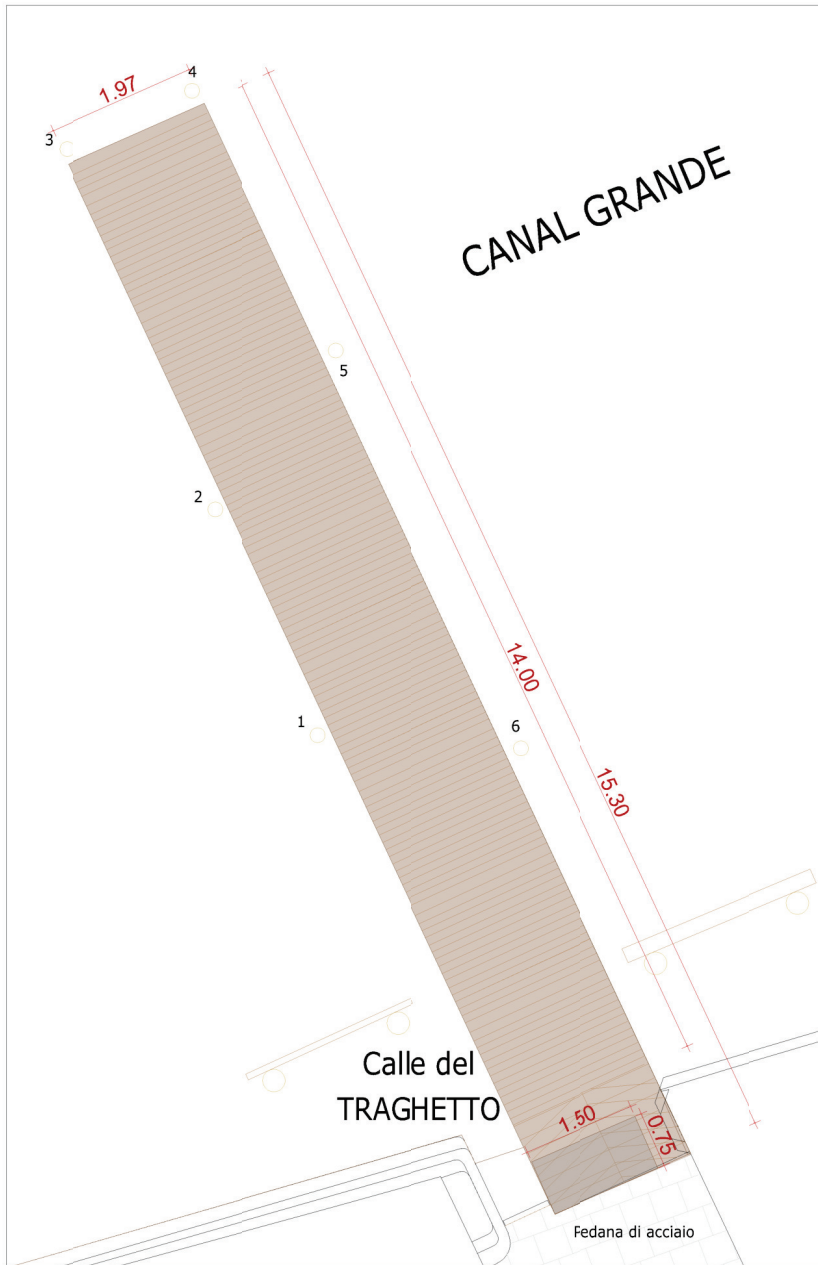 1.97
4
3
CANAL GRANDE
5
2
14.00
1
6
15.30
Calle del
TRAGHETTO
1.50
0.75
Fedana di acciaio